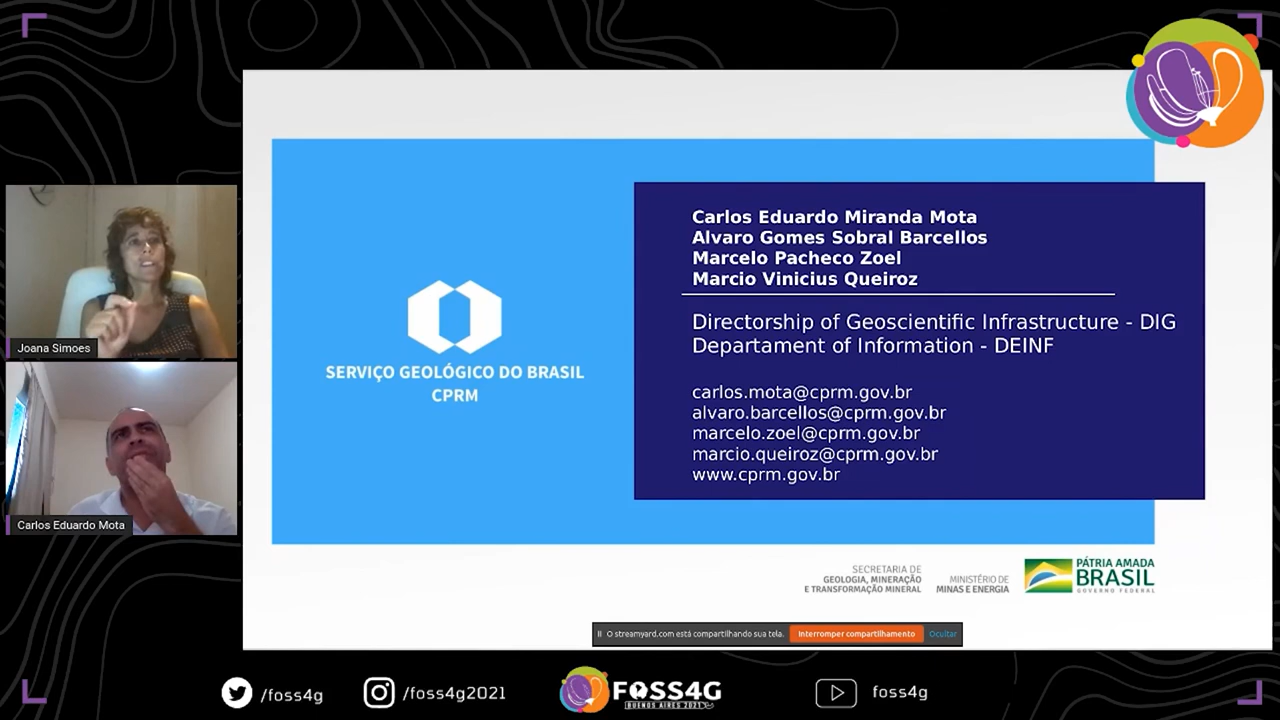 Carlos Eduardo Miranda Mota
Alvaro Gomes Sobral Barcellos
Marcelo Pacheco Zoel
Marcio Vinicius Queiroz
Directorship of Geoscientific Infrastructure - DIG
Departament of Information - DEINF
carlos.mota@cprm.gov.br
alvaro.barcellos@cprm.gov.br
marcelo.zoel@cprm.gov.br
marcio.queiroz@cprm.gov.br
www.cprm.gov.br
SERVIÇO GEOLÓGICO DO BRASIL
CPRM
Joana Simoes
Carlos Eduardo Mota
SECRETARIA DE
GEOLOGIA, MINERAÇÃO
E TRANSFORMAÇÃO MINERAL
MINISTÉRIO DE
MINAS E ENERGIA
PÁTRIA AMADA
BRASIL
GOVERNO FEDERAL
O streamyard.com está compartilhando sua tela.
Interromper compartilhamento
Ocultar
/foss4g
/foss4g2021
FOSS4G
BUENOS AIRES 2021
foss4g